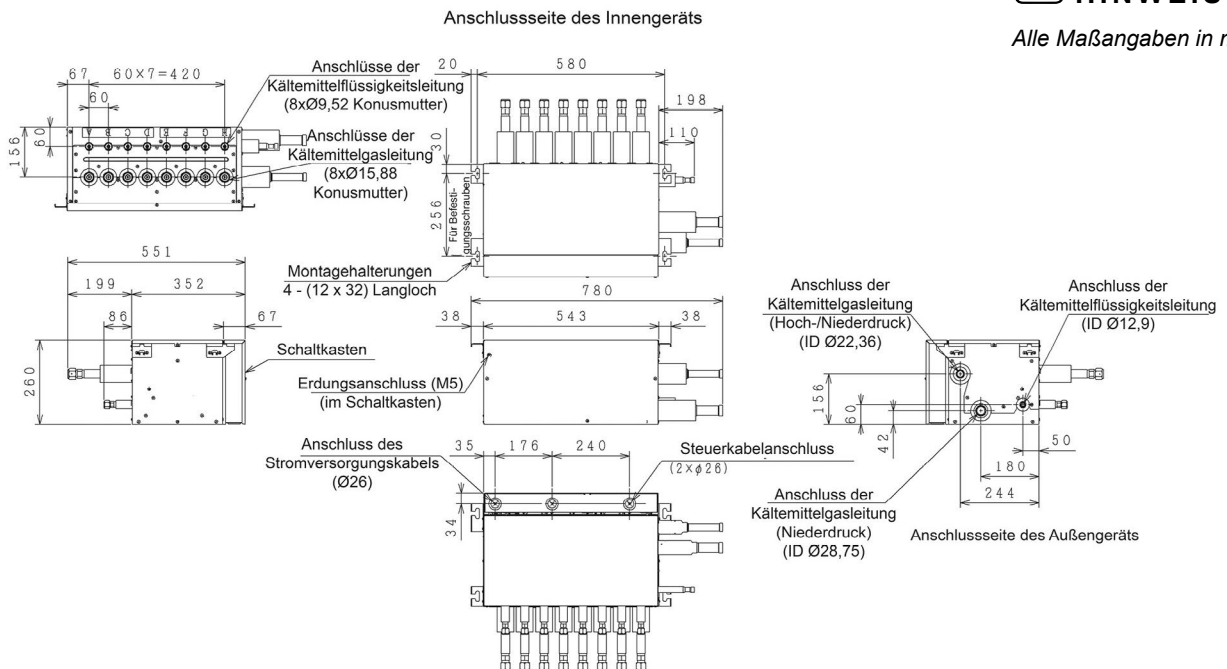 Anschlussseite des Innengeräts
HINWEIS
Alle Maßangaben in
67
60×7=420
60
156
60
A B C D E F G H
Anschlüsse der
Kältemittelflüssigkeitsleitung
(8xØ9,52 Konusmutter)
Anschlüsse der
Kältemittelgasleitung
(8xØ15,88
Konusmutter)
20
580
198
110
30
256
Für Befesti-
gungsschrauben
Montagehalterungen
4 - (12 x 32) Langloch
551
199
352
86
67
260
Schaltkasten
780
38
543
38
Erdungsanschluss (M5)
(im Schaltkasten)
Anschluss der
Kältemittelgasleitung
(Hoch-/Niederdruck)
(ID Ø22,36)
Anschluss der
Kältemittelflüssigkeitsleitung
(ID Ø12,9)
156
60
42
50
180
244
Anschluss der
Kältemittelgasleitung
(Niederdruck)
(ID Ø28,75)
Anschlussseite des Außengeräts
Anschluss des
Stromversorgungskabels
(Ø26)
35
176
240
34
Steuerkabelanschluss
(2×φ26)